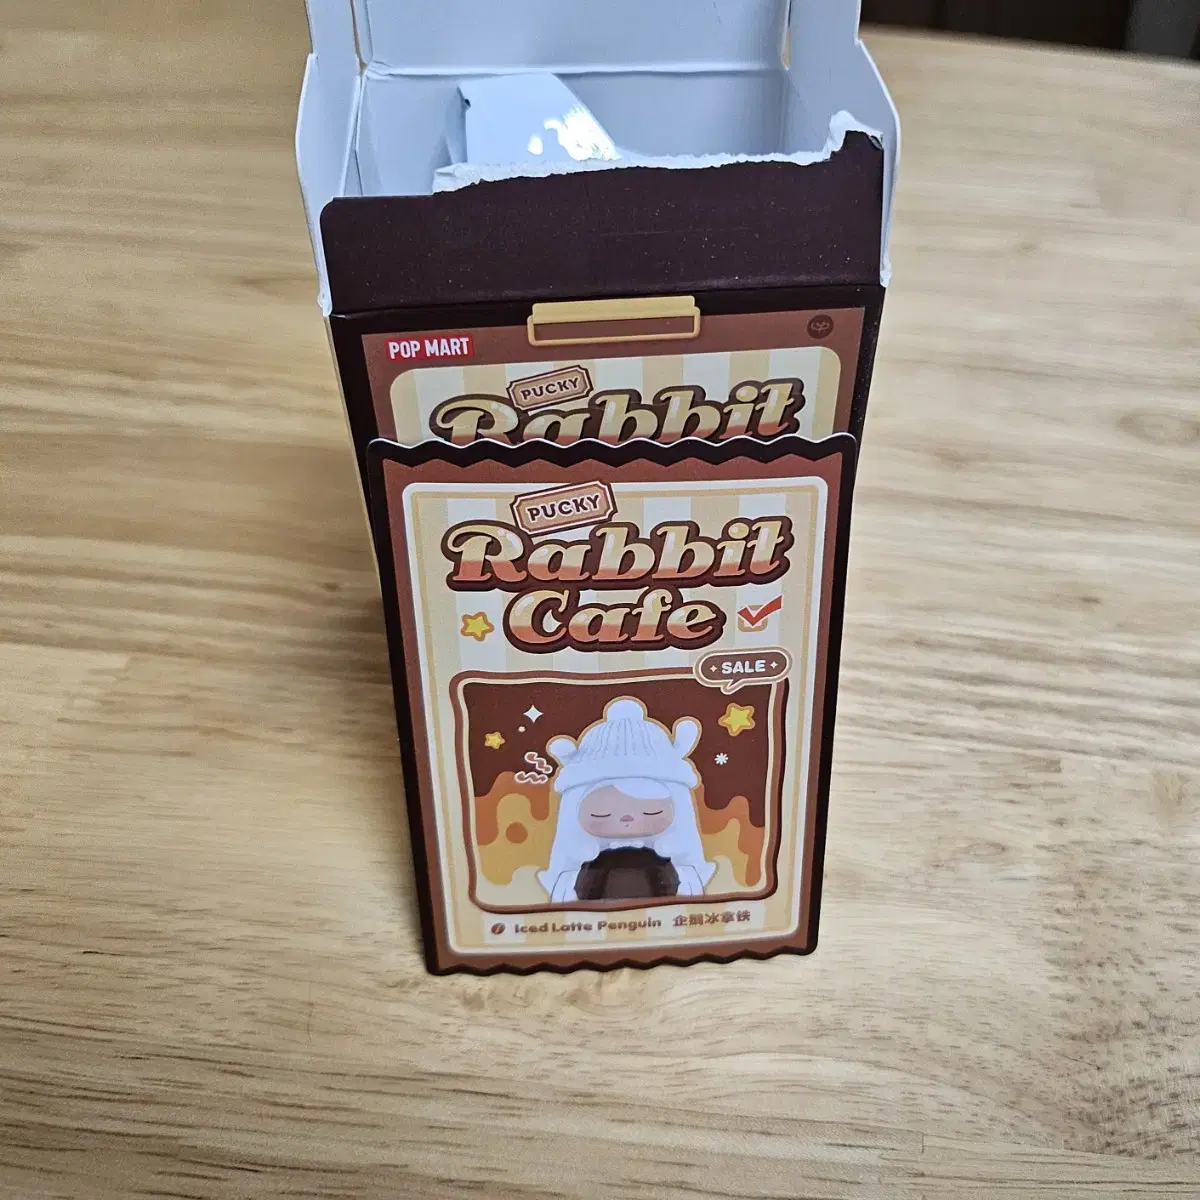 POP MART
PUCKY
Rabbit
PUCKY
Rabbit
Cafe
SALE
Iced Latte Penguin 企鹅冰拿铁